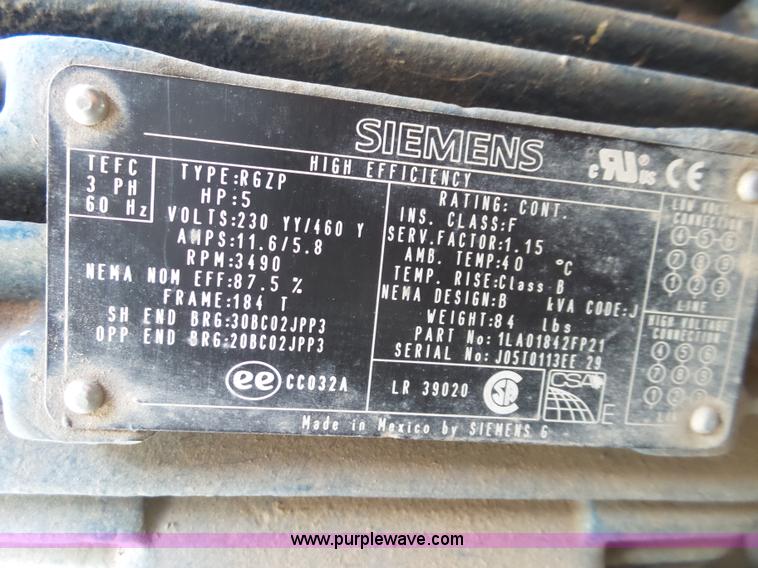 SIEMENS
HIGH EFFICIENCY
TEFC
3 PH
60 Hz
TYPE:RGZP
HP:5
VOLTS:230 YY/460 Y
AMPS:11.6/5.8
RPM:3490
NEMA NOM EFF:87.5 %
FRAME:184 T
SH END BRG:30BC02JPP3
OPP END BRG:20BC02JPP3
RATING: CONT.
INS. CLASS:F
SERV.FACTOR:1.15
AMB. TEMP:40 °C
TEMP. RISE:Class B
NEMA DESIGN:B kVA CODE:J
WEIGHT:84 lbs
PART No:1LA01842FP21
SERIAL No:J05T0113EE 29
LOW VOLTAGE
CONNECTION
4 5 6
7 8 9
1 2 3
LINE
HIGH VOLTAGE
CONNECTION
4 5 6
7 8 9
1 2 3
ee CC032A
LR 39020
CSA
E
Made in Mexico by SIEMENS G
www.purplewave.com